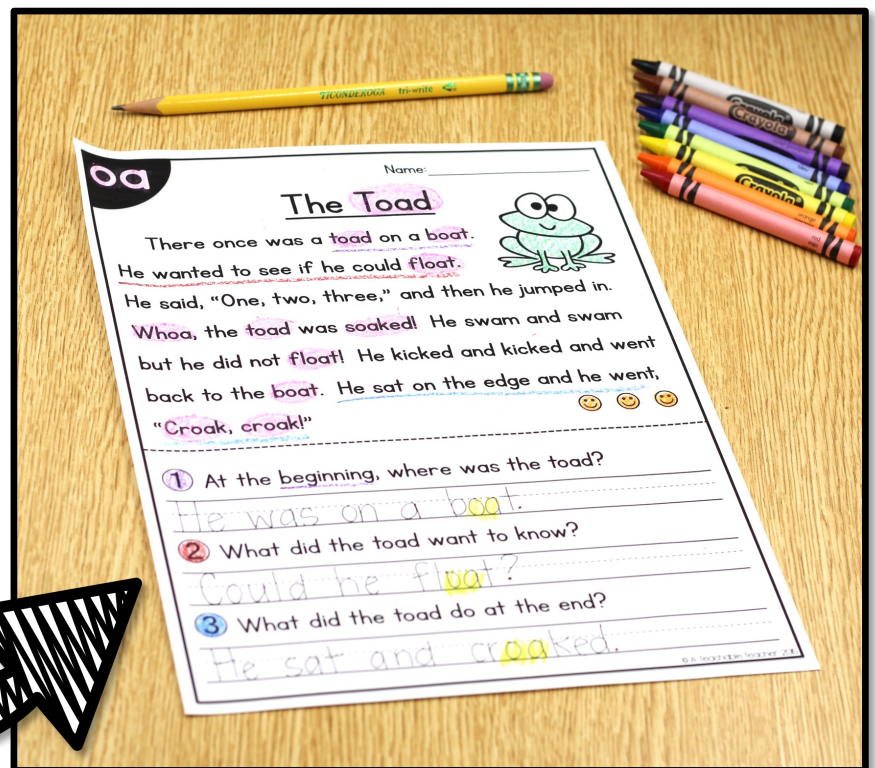 TICONDEROGA tri-write
Crayola
Crayola
Crayola
orange
red
oa
Name:
The Toad
There once was a toad on a boat.
He wanted to see if he could float.
He said, “One, two, three,” and then he jumped in.
Whoa, the toad was soaked! He swam and swam
but he did not float! He kicked and kicked and went
back to the boat. He sat on the edge and he went,
“Croak, croak!”
1 At the beginning, where was the toad?
He was on a boat.
2 What did the toad want to know?
Could he float?
3 What did the toad do at the end?
He sat and croaked.
© A Teachable Teacher